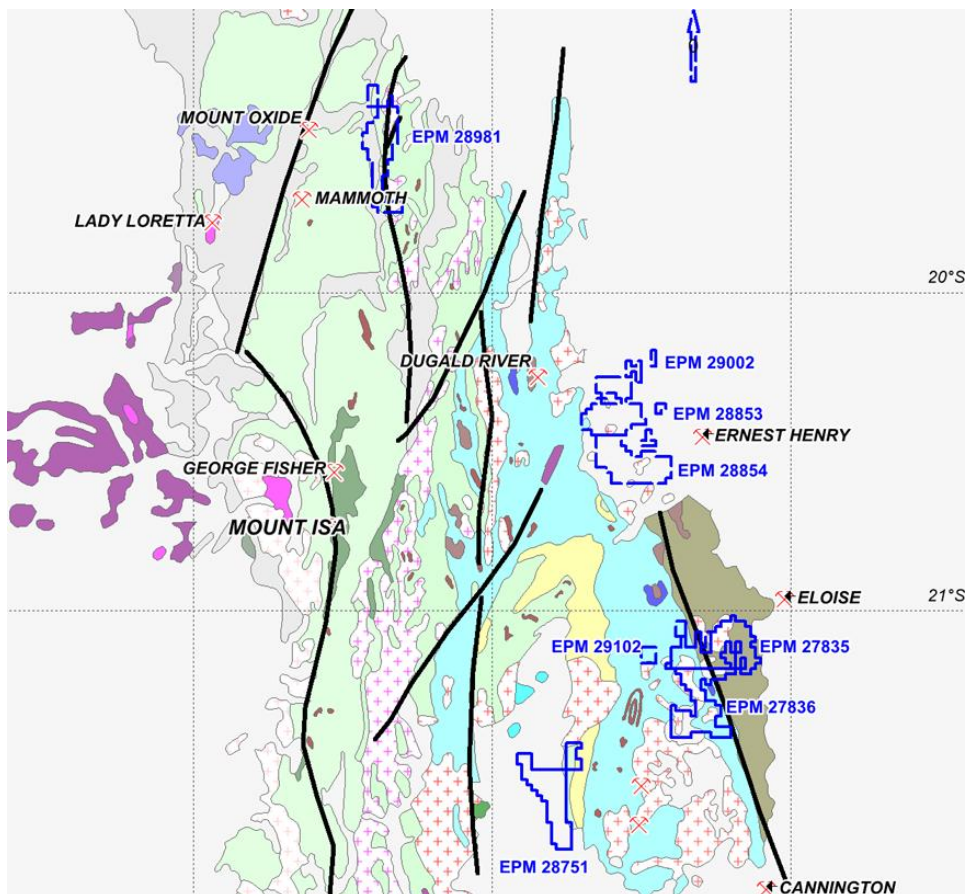 MOUNT OXIDE
EPM 28981
MAMMOTH
LADY LORETTA
20°S
DUGALD RIVER
EPM 29002
EPM 28853
ERNEST HENRY
GEORGE FISHER
EPM 28854
MOUNT ISA
ELOISE
21°S
EPM 29102
EPM 27835
EPM 27836
EPM 28751
CANNINGTON